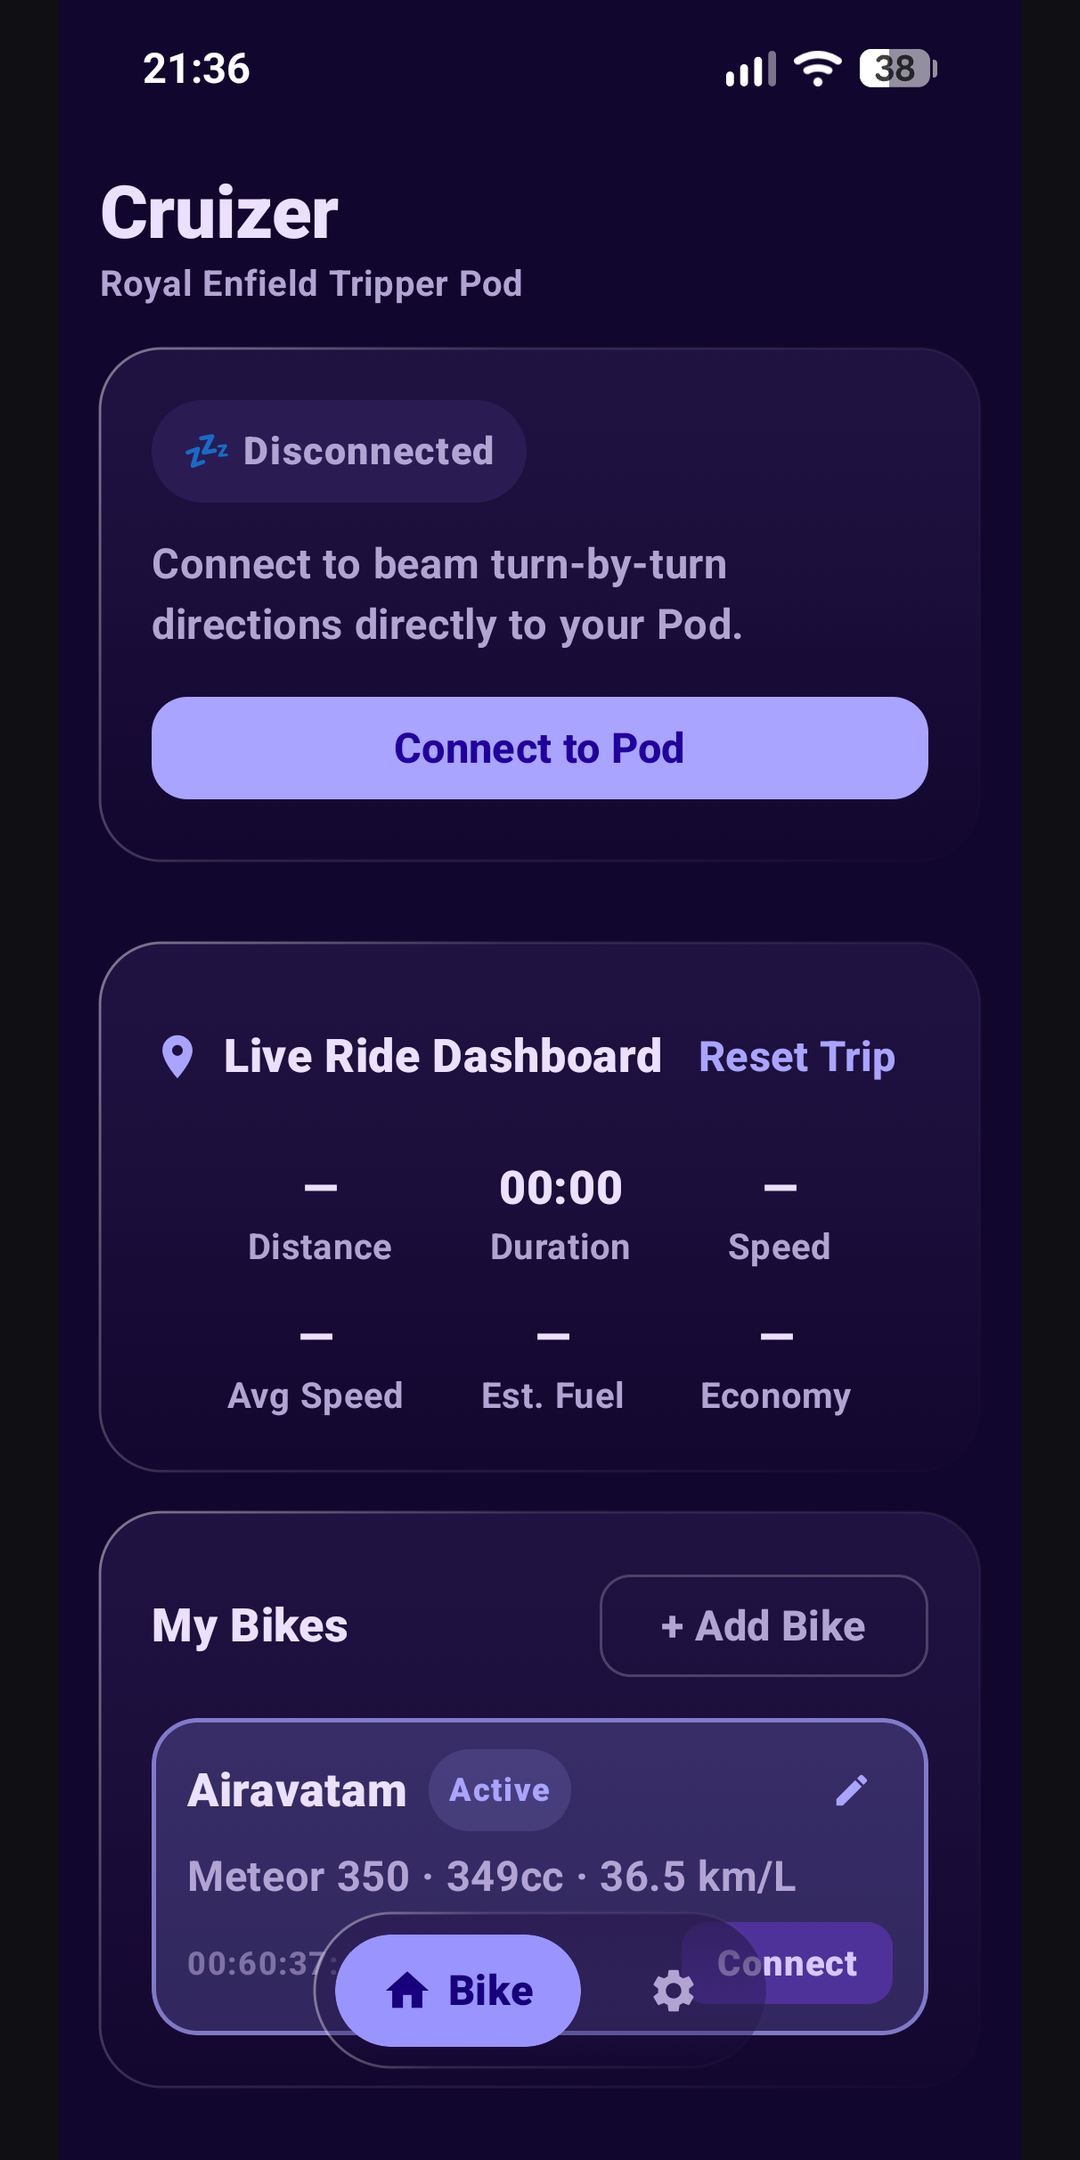 21:36
38
Cruizer
Royal Enfield Tripper Pod
💤 Disconnected
Connect to beam turn-by-turn
directions directly to your Pod.
Connect to Pod
Live Ride Dashboard Reset Trip
– 00:00 –
Distance Duration Speed
– – –
Avg Speed Est. Fuel Economy
My Bikes + Add Bike
Airavatam Active
Meteor 350 · 349cc · 36.5 km/L
00:60:37: Connect
Bike